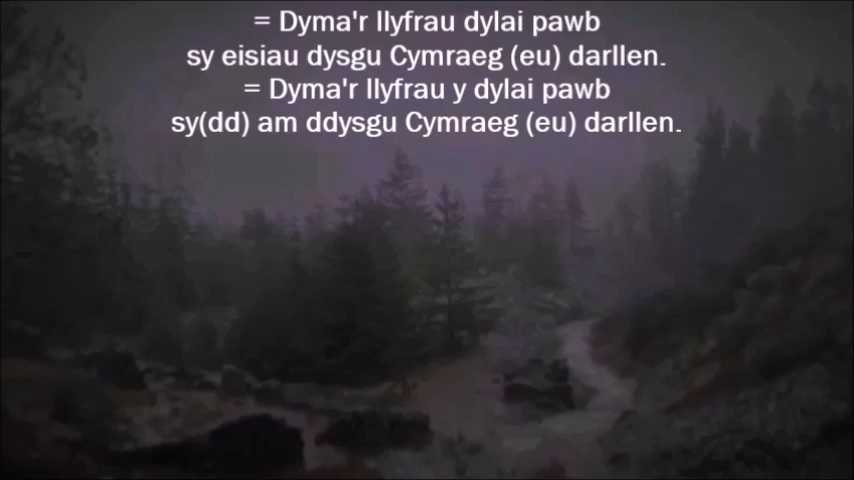 = Dyma'r llyfrau dylai pawb
sy eisiau dysgu Cymraeg (eu) darllen.
= Dyma'r llyfrau y dylai pawb
sy(dd) am ddysgu Cymraeg (eu) darllen.